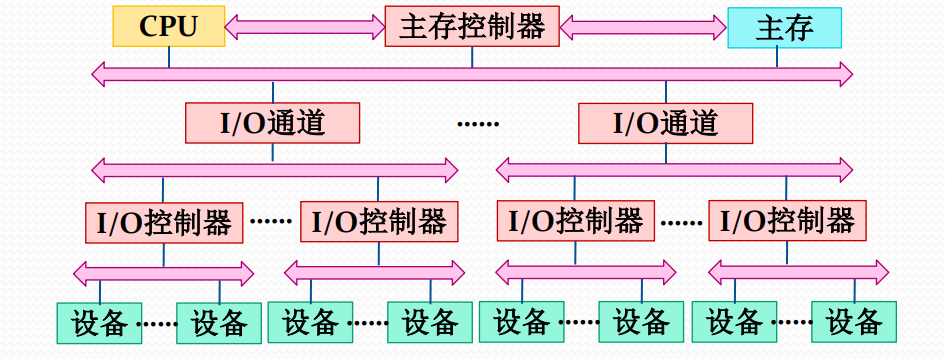 CPU 主存控制器 主存
I/O通道 ...... I/O通道
I/O控制器 ...... I/O控制器 I/O控制器 ...... I/O控制器
设备 ...... 设备 设备 ...... 设备 设备 ...... 设备 设备 ...... 设备